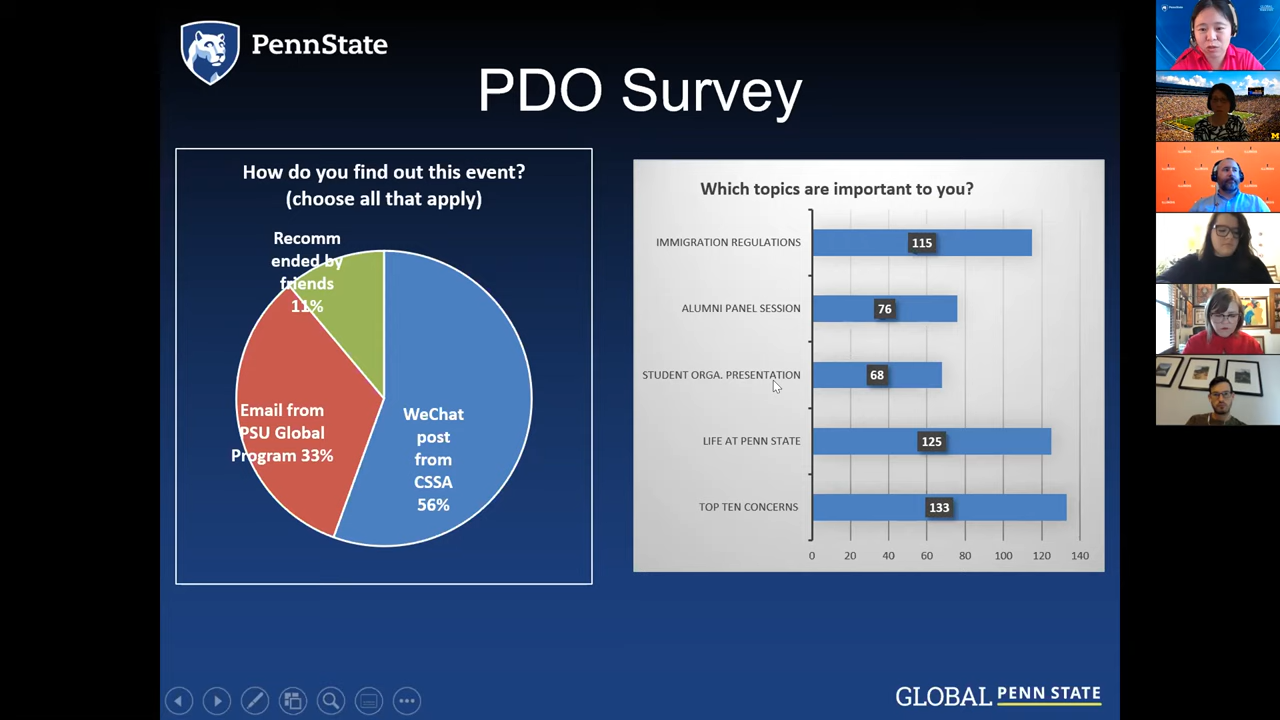 PennState
PDO Survey
How do you find out this event?
(choose all that apply)
Recomm
ended by
friends
11%
Email from
PSU Global
Program 33%
WeChat
post
from
CSSA
56%
Which topics are important to you?
IMMIGRATION REGULATIONS
115
ALUMNI PANEL SESSION
76
STUDENT ORGA. PRESENTATION
68
LIFE AT PENN STATE
125
TOP TEN CONCERNS
133
0 20 40 60 80 100 120 140
GLOBAL PENN STATE